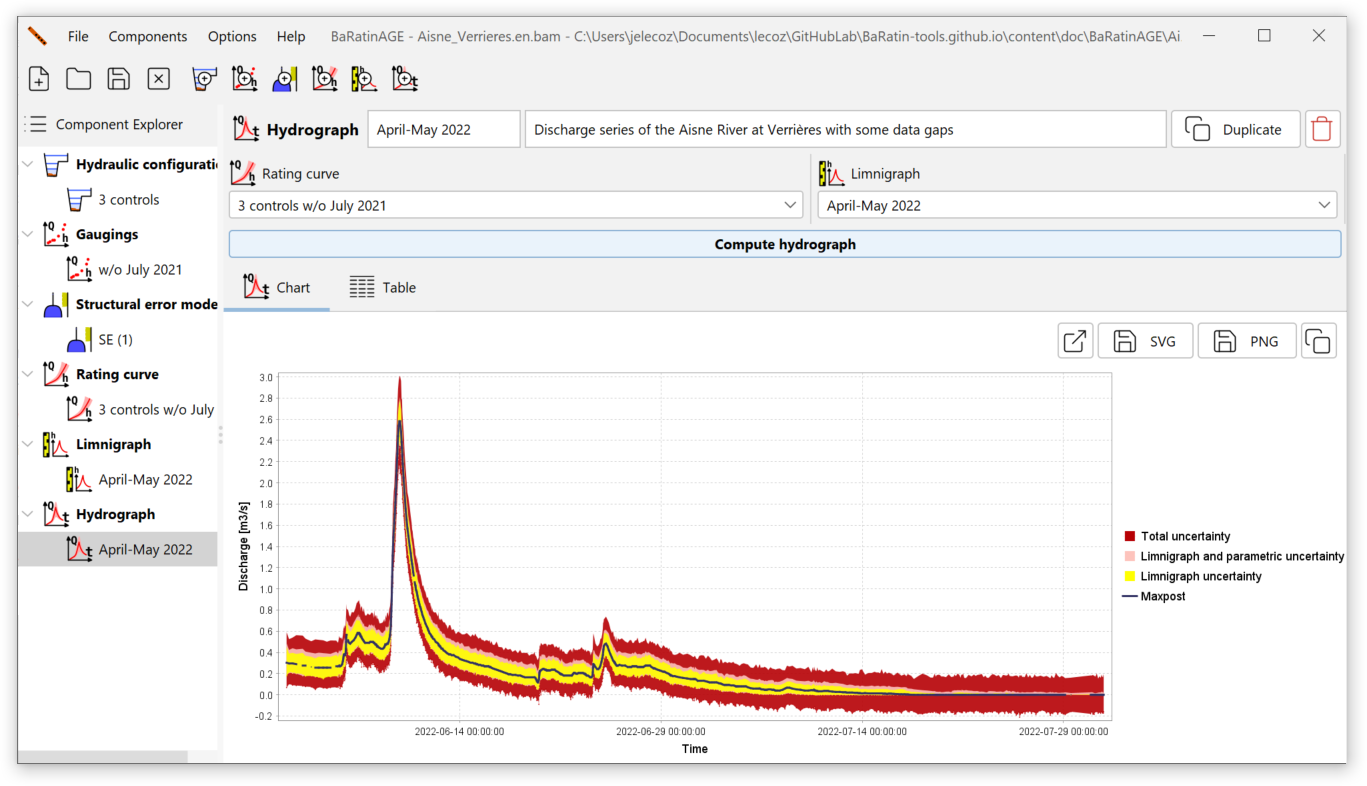 File Components Options Help BaRatinAGE - Aisne_Verrieres.en.bam - C:\Users\jelecoz\Documents\lecoz\GitHubLab\BaRatin-tools.github.io\content\doc\BaRatinAGE\Ai
Component Explorer
Hydraulic configurati
3 controls
Gaugings
w/o July 2021
Structural error mode
SE (1)
Rating curve
3 controls w/o July
Limnigraph
April-May 2022
Hydrograph
April-May 2022
Hydrograph April-May 2022 Discharge series of the Aisne River at Verrières with some data gaps Duplicate
Rating curve Limnigraph
3 controls w/o July 2021 April-May 2022
Compute hydrograph
Chart Table
SVG PNG
3.0
2.8
2.6
2.4
2.2
2.0
1.8
1.6
1.4
1.2
1.0
0.8
0.6
0.4
0.2
0.0
-0.2
Discharge [m3/s]
2022-06-14 00:00:00 2022-06-29 00:00:00 2022-07-14 00:00:00 2022-07-29 00:00:00
Time
Total uncertainty
Limnigraph and parametric uncertainty
Limnigraph uncertainty
Maxpost